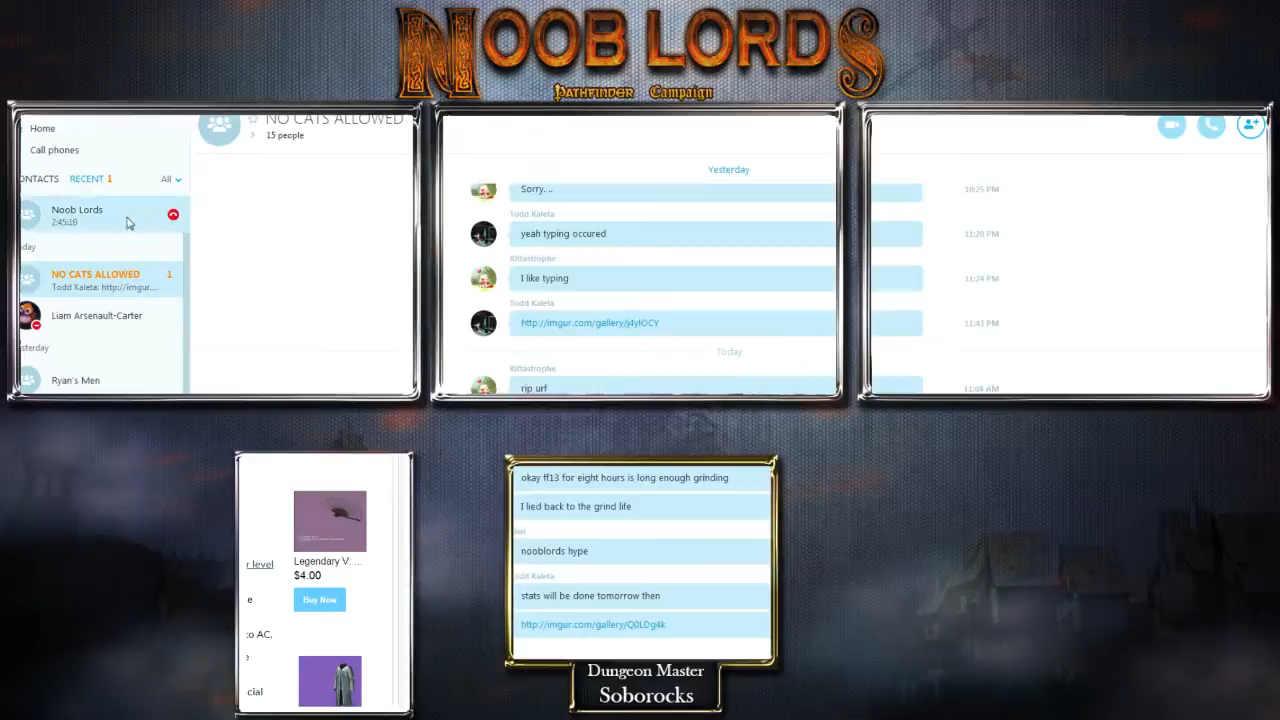 NOOB LORDS
Pathfinder Campaign
Home
Call phones
ONTACTS RECENT 1 All
Noob Lords
2:45:10
day
NO CATS ALLOWED 1
Todd Kaleta: http://imgur....
Liam Arsenault-Carter
sterday
Ryan's Men
NO CATS ALLOWED
15 people
Yesterday
Sorry...
10:25 PM
Todd Kaleta
yeah typing occured
11:20 PM
Kittastrophe
I like typing
11:24 PM
Todd Kaleta
http://imgur.com/gallery/j4yIOCY
11:43 PM
Today
Kittastrophe
rip urf
11:08 AM
r level
e
to AC.
e
cial
Legendary V: ...
$4.00
Buy Now
okay ff13 for eight hours is long enough grinding
I lied back to the grind life
nooblords hype
dd Kaleta
stats will be done tomorrow then
http://imgur.com/gallery/Q0LDg4k
Dungeon Master
Soborocks